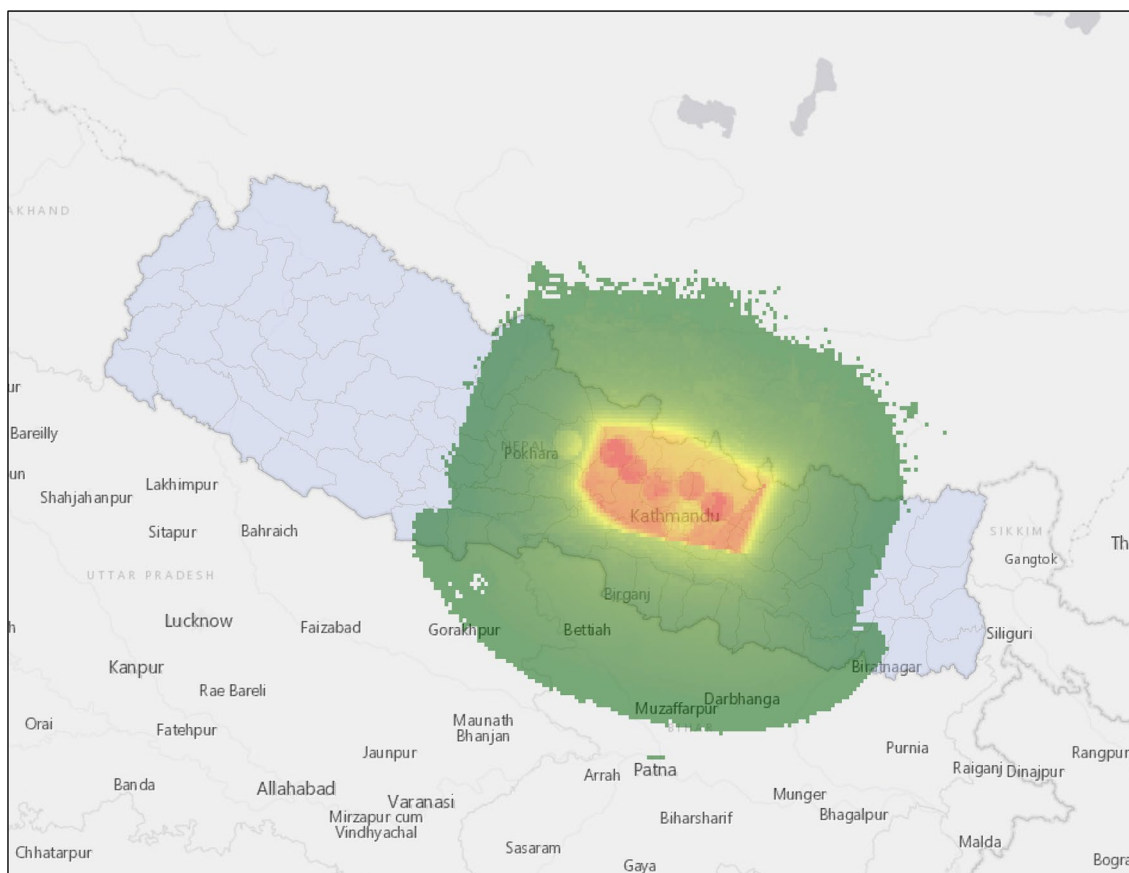 AKHAND
ur
Bareilly
un
Shahjahanpur
Lakhimpur
Sitapur
Bahraich
UTTAR PRADESH
h
Lucknow
Faizabad
Gorakhpur
Kanpur
Rae Bareli
Orai
Fatehpur
Banda
Allahabad
Jaunpur
Maunath
Bhanjan
Varanasi
Mirzapur cum
Vindhyachal
Chhatarpur
Sasaram
Gaya
NEPAL
Pokhara
Kathmandu
Birganj
Bettiah
Muzaffarpur
Darbhanga
BIHAR
Arrah
Patna
Biharsharif
Munger
Bhagalpur
Biratnagar
Purnia
Raiganj
Dinajpur
Rangpur
Malda
Bogra
Siliguri
SIKKIM
Gangtok
Th